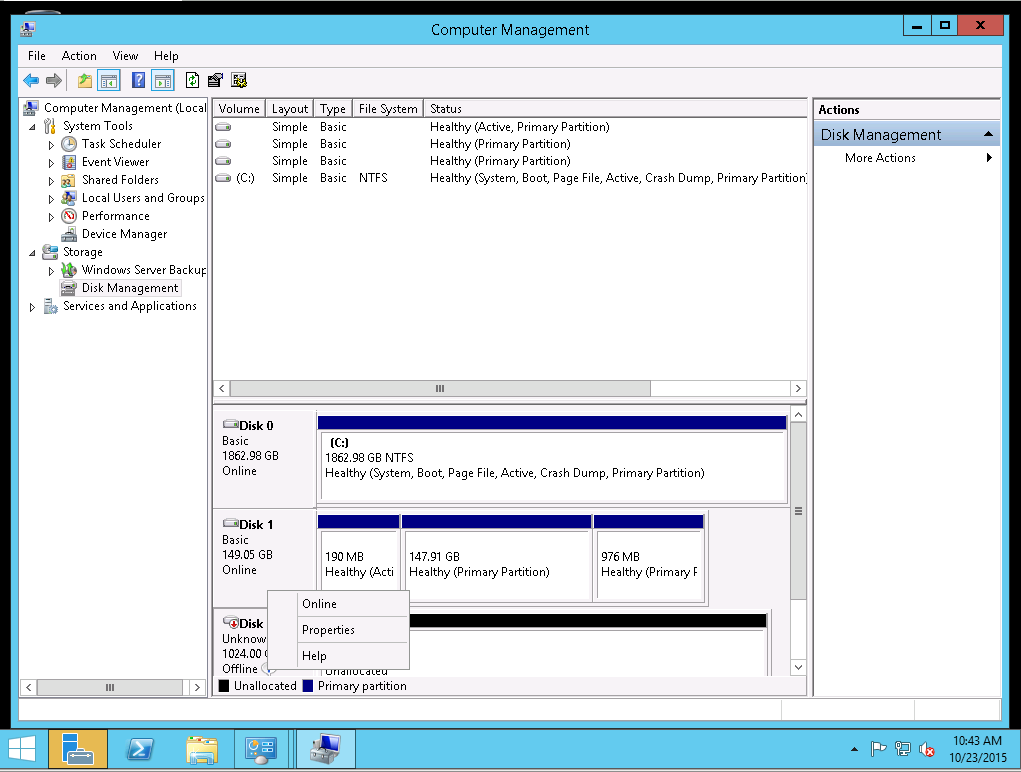 Computer Management
File Action View Help
Computer Management (Local
System Tools
Task Scheduler
Event Viewer
Shared Folders
Local Users and Groups
Performance
Device Manager
Storage
Windows Server Backup
Disk Management
Services and Applications
Volume Layout Type File System Status
Simple Basic Healthy (Active, Primary Partition)
Simple Basic Healthy (Primary Partition)
Simple Basic Healthy (Primary Partition)
(C:) Simple Basic NTFS Healthy (System, Boot, Page File, Active, Crash Dump, Primary Partition)
Disk 0
Basic
1862.98 GB
Online
(C:)
1862.98 GB NTFS
Healthy (System, Boot, Page File, Active, Crash Dump, Primary Partition)
Disk 1
Basic
149.05 GB
Online
190 MB
Healthy (Acti
147.91 GB
Healthy (Primary Partition)
976 MB
Healthy (Primary P
Disk
Unknow
1024.00
Offline
Unallocated
Online
Properties
Help
Unallocated Primary partition
Actions
Disk Management
More Actions
10:43 AM
10/23/2015